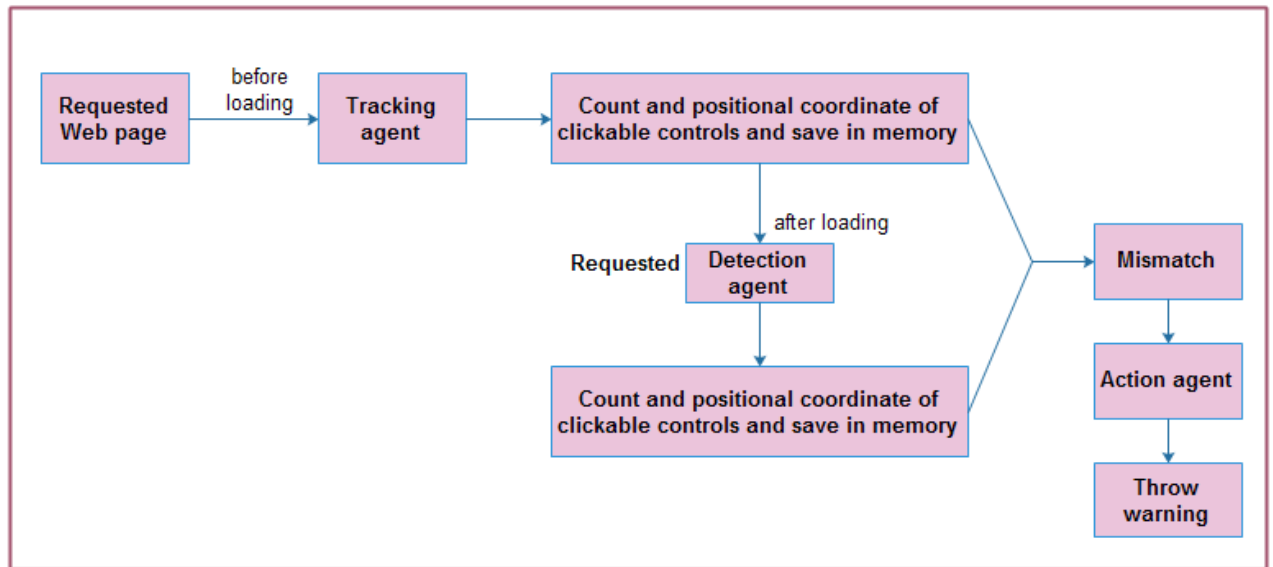 before
loading
Requested
Web page
Tracking
agent
Count and positional coordinate of
clickable controls and save in memory
after loading
Requested
Detection
agent
Mismatch
Count and positional coordinate of
clickable controls and save in memory
Action agent
Throw
warning